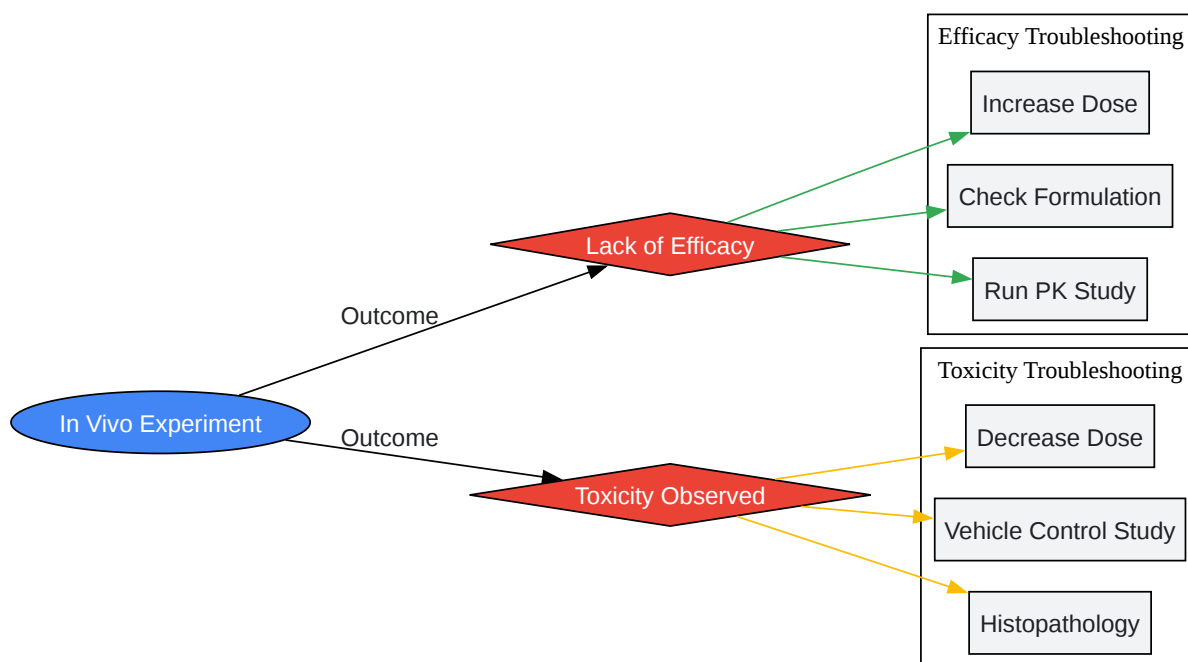 Efficacy Troubleshooting
Increase Dose
Check Formulation
Lack of Efficacy
Run PK Study
Outcome
Toxicity Troubleshooting
In Vivo Experiment
Outcome
Decrease Dose
Toxicity Observed
Vehicle Control Study
Histopathology